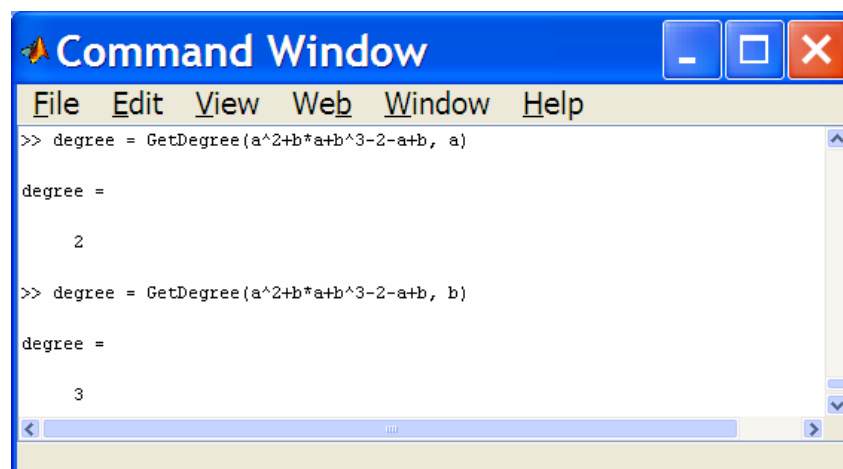 Command Window
File Edit View Web Window Help
>> degree = GetDegree(a^2+b*a+b^3-2-a+b, a)
degree =
2
>> degree = GetDegree(a^2+b*a+b^3-2-a+b, b)
degree =
3